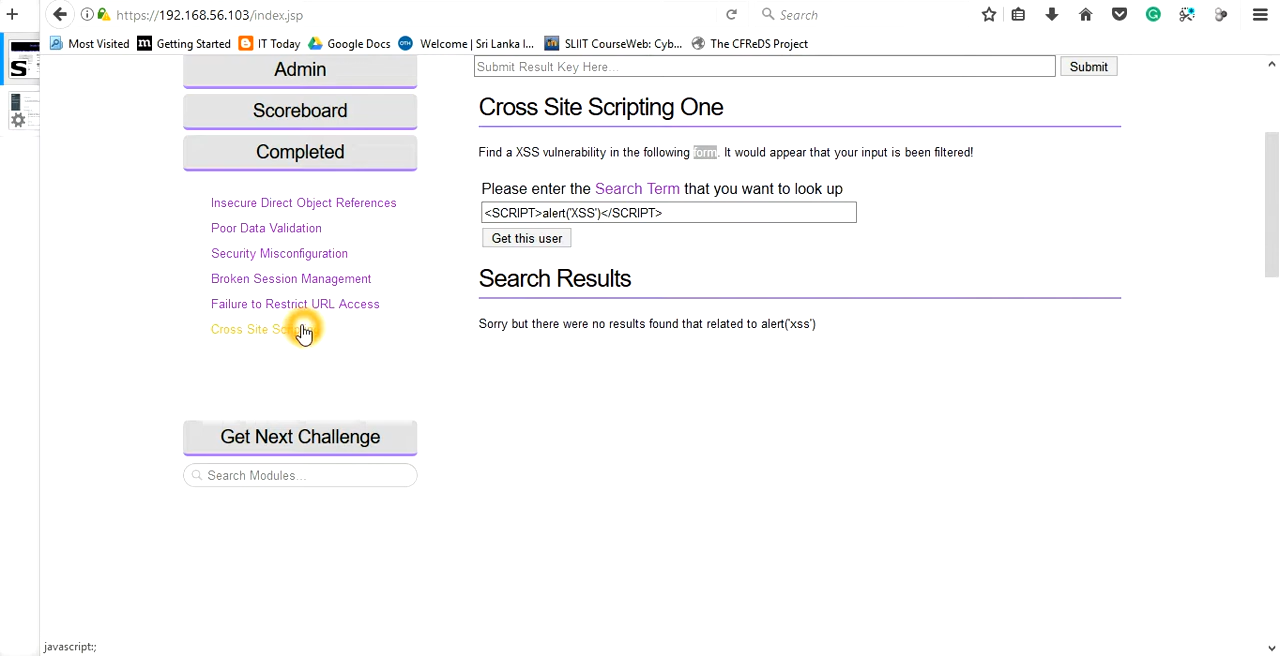 https://192.168.56.103/index.jsp
Search
Most Visited
Getting Started
IT Today
Google Docs
Welcome | Sri Lanka I...
SLIIT CourseWeb: Cyb...
The CFReDS Project
Admin
Scoreboard
Completed
Insecure Direct Object References
Poor Data Validation
Security Misconfiguration
Broken Session Management
Failure to Restrict URL Access
Cross Site
Get Next Challenge
Search Modules...
Submit Result Key Here...
Submit
Cross Site Scripting One
Find a XSS vulnerability in the following form. It would appear that your input is been filtered!
Please enter the Search Term that you want to look up
<SCRIPT>alert('XSS')</SCRIPT>
Get this user
Search Results
Sorry but there were no results found that related to alert('xss')
javascript:;